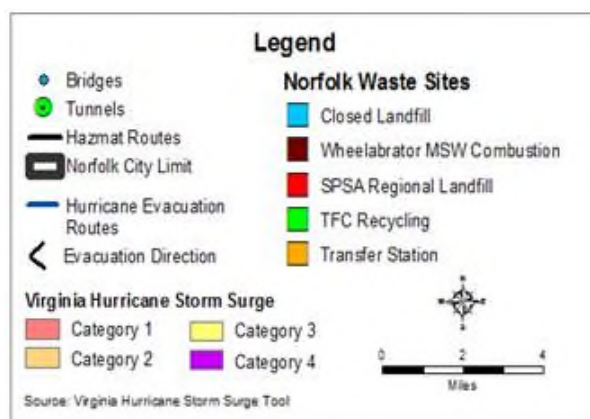 Legend
Bridges
Tunnels
Hazmat Routes
Norfolk City Limit
Hurricane Evacuation
Routes
Evacuation Direction
Norfolk Waste Sites
Closed Landfill
Wheelabrator MSW Combustion
SPSA Regional Landfill
TFC Recycling
Transfer Station
Virginia Hurricane Storm Surge
Category 1
Category 2
Category 3
Category 4
0 2 4
Miles
Source: Virginia Hurricane Storm Surge Tool